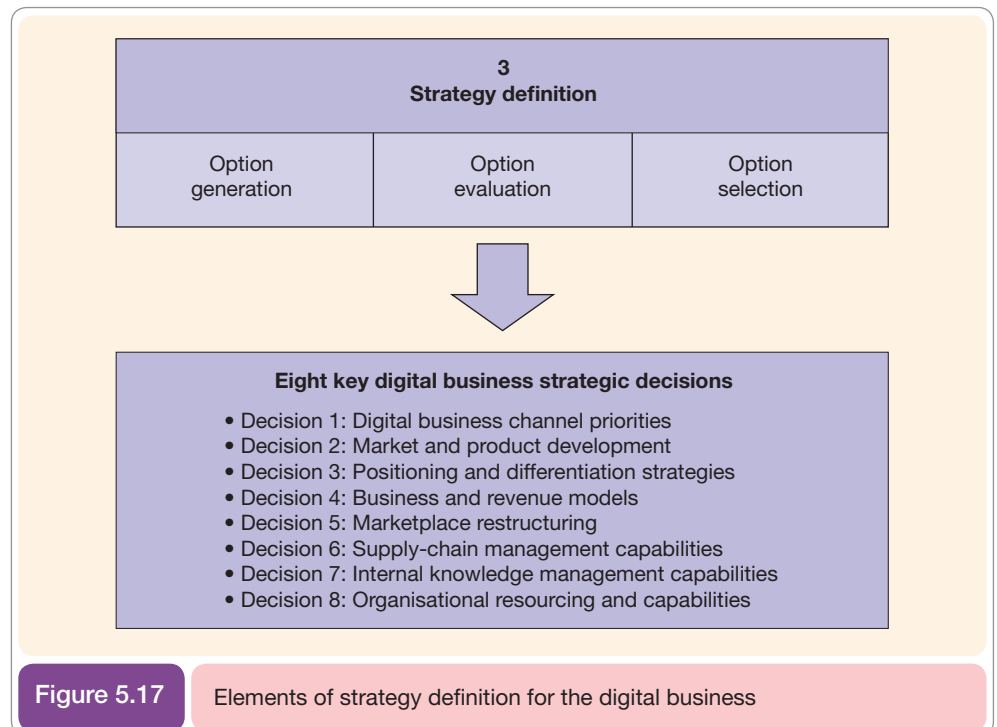 3
Strategy definition
Option
generation
Option
evaluation
Option
selection
Eight key digital business strategic decisions
• Decision 1: Digital business channel priorities
• Decision 2: Market and product development
• Decision 3: Positioning and differentiation strategies
• Decision 4: Business and revenue models
• Decision 5: Marketplace restructuring
• Decision 6: Supply-chain management capabilities
• Decision 7: Internal knowledge management capabilities
• Decision 8: Organisational resourcing and capabilities
Figure 5.17
Elements of strategy definition for the digital business